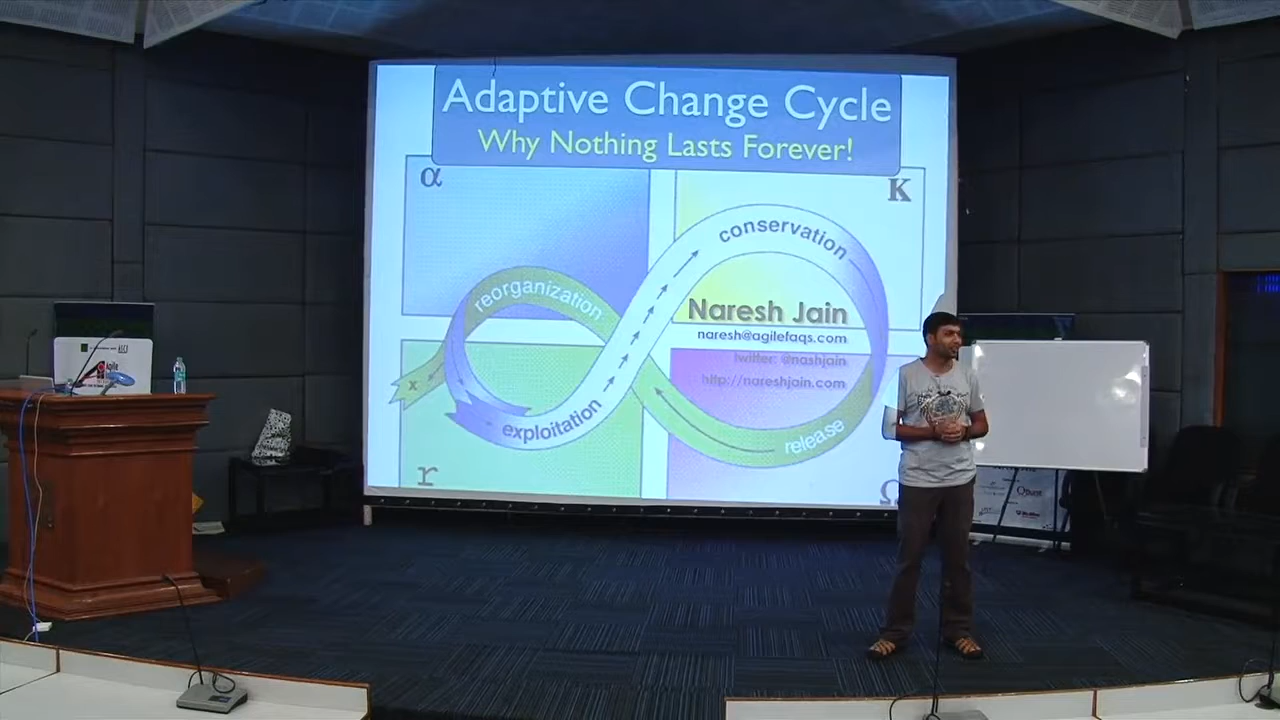 Adaptive Change Cycle
Why Nothing Lasts Forever!
α
K
conservation
reorganization
Naresh Jain
naresh@agilefaqs.com
twitter: @nashjain
http://nareshjain.com
x
exploitation
release
r
Ω